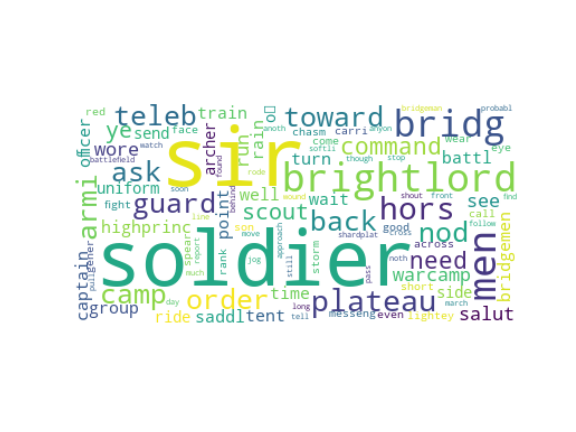 red
teleb
train
o
toward
bridgeman
bridg
probabl
officer
ye
send
face
archer
sir
run
rain
anoth
chasm
carri
anyon
wore
battlefield
watch
ask
found
turn
though
shardplat
come
cross
stop
command
wear
battl
eye
armi
uniform
soon
brightlord
fight
guard
point
behind
well
scout
wait
back
hors
shout
front
see
find
men
highprinc
line
son
wound
rode
good
nod
call
follow
across
captain
spear
report
rank
soldier
jog
approach
storm
still
softli
noth
need
warcamp
bridgemen
pull
gener
camp
much
order
time
long
pass
plateau
short
side
group
day
ride
saddl
tent
tell
messeng
even
move
march
lightey
salut